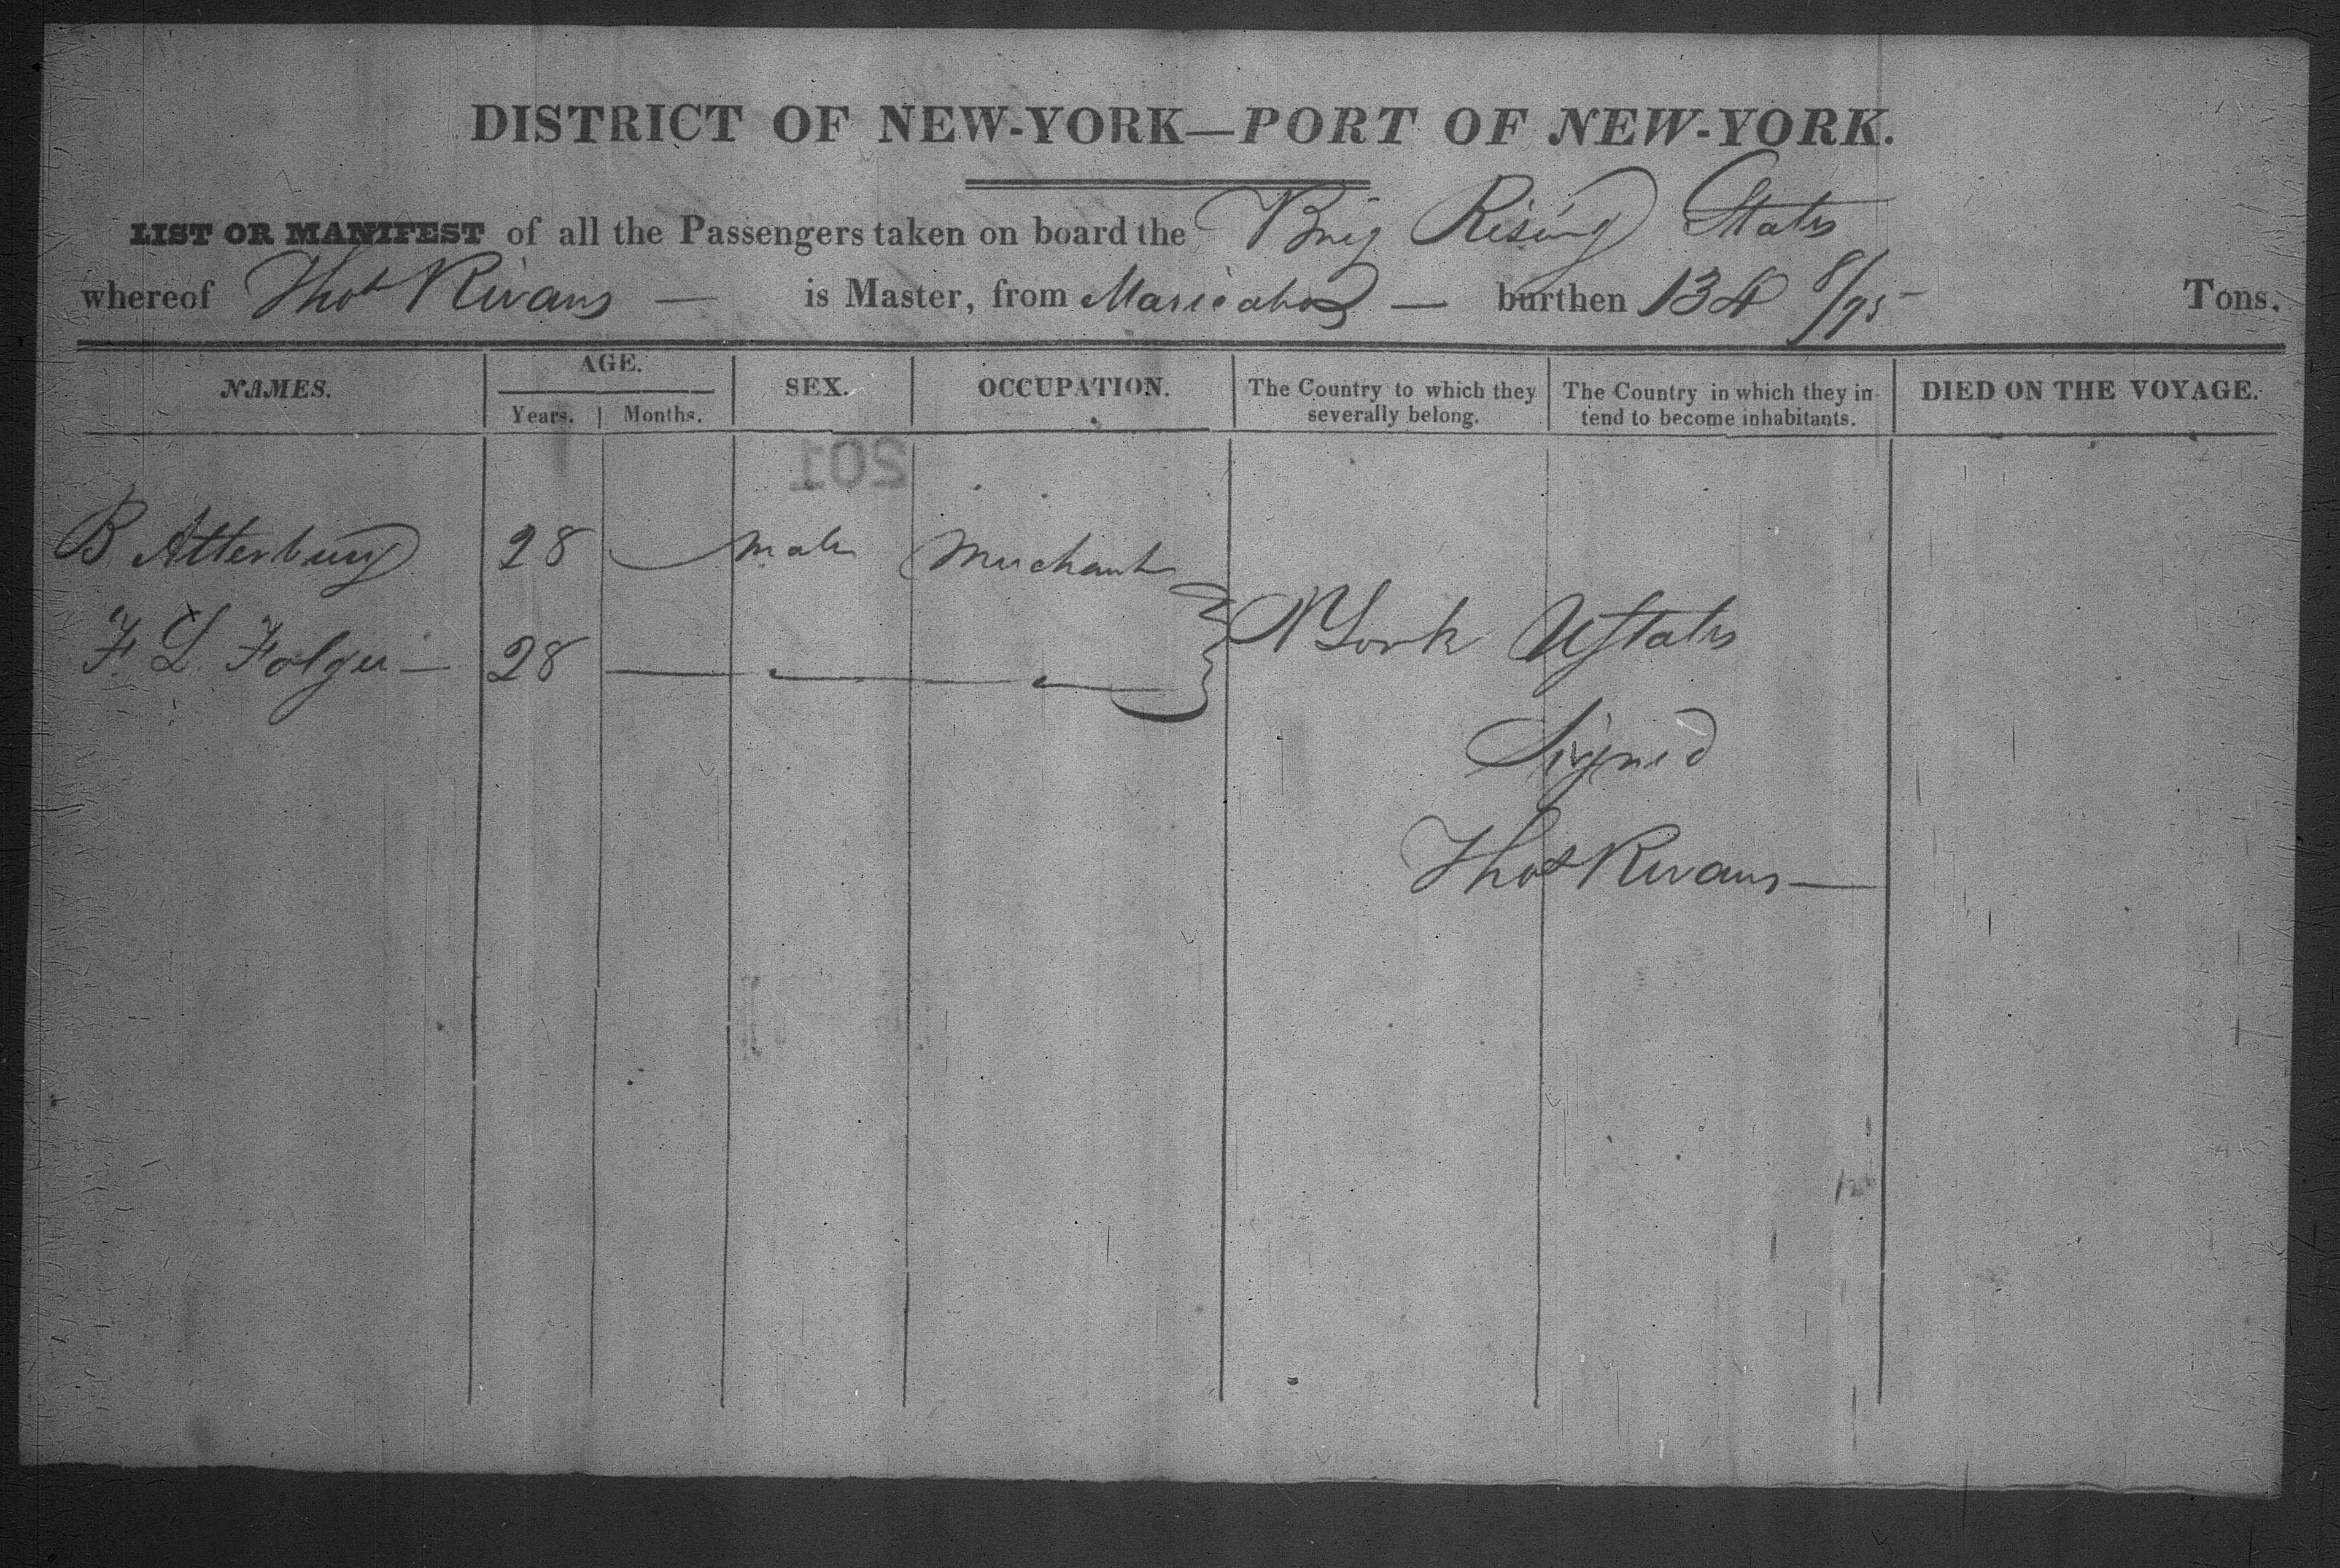 DISTRICT OF NEW-YORK—PORT OF NEW-YORK.
LIST OR MANIFEST of all the Passengers taken on board the Brig Rising States
whereof Thos Rivans — is Master, from Maricabo — burthen 134 8/95 Tons.
NAMES. AGE. SEX. OCCUPATION. The Country to which they severally belong. The Country in which they intend to become inhabitants. DIED ON THE VOYAGE.
Years. Months.
201
B Atterbury 28 — male Merchant
F. L. Folger — 28 — — —
N York UStates
Signed
Thos Rivans —